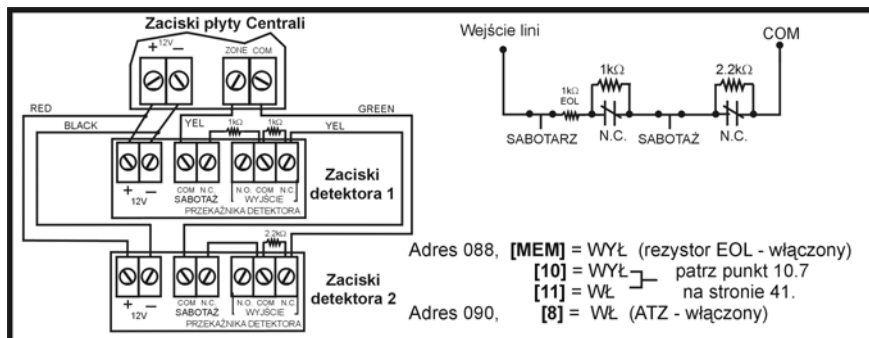 Zaciski płyty Centrali
+ 12V −
ZONE COM
RED
GREEN
BLACK
YEL
1kΩ
1kΩ
YEL
+ −
12V
COM N.C.
SABOTAŻ
N.O. COM N.C.
WYJŚCIE
PRZEKAŹNIKA DETEKTORA
Zaciski
detektora 1
2.2kΩ
+ −
12V
COM N.C.
SABOTAŻ
N.O. COM N.C.
WYJŚCIE
PRZEKAŹNIKA DETEKTORA
Zaciski
detektora 2
Wejście lini
COM
1kΩ
2.2kΩ
1kΩ
EOL
SABOTARZ
N.C.
SABOTAŻ
N.C.
Adres 088, [MEM] = WYŁ (rezystor EOL - włączony)
[10] = WYŁ patrz punkt 10.7
[11] = WŁ na stronie 41.
Adres 090, [8] = WŁ (ATZ - włączony)